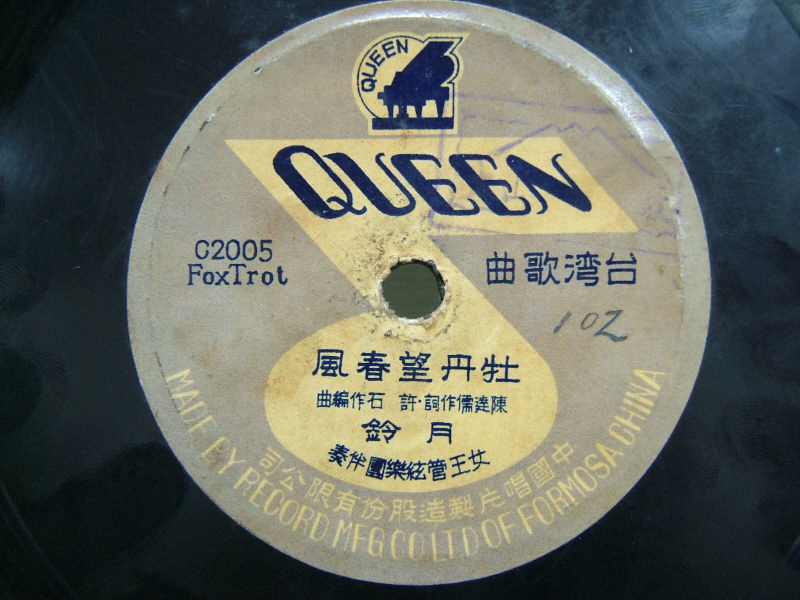 QUEEN
QUEEN
C2005
FoxTrot
台湾歌曲
102
牡丹望春風
陳達儒作詞·許 石作編曲
月鈴
女王管絃樂團伴奏
中國唱片製造股份有限公司
MADE BY RECORD MFG CO LTD OF FORMOSA CHINA